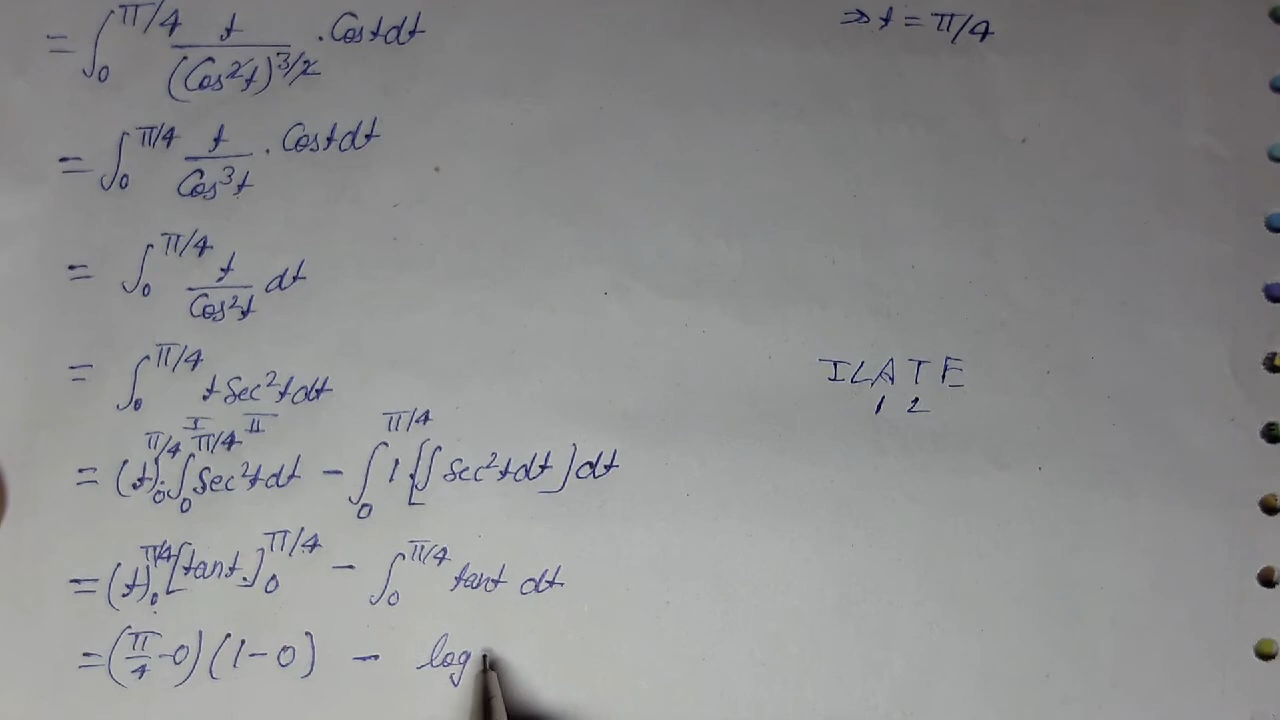 = ∫₀^π/4 t/(Cos²t)^3/2 . Cost dt
⇒ t = π/4
= ∫₀^π/4 t/Cos³t . Cost dt
= ∫₀^π/4 t/Cos²t dt
= ∫₀^π/4 t Sec²t dt
I II
ILATE
1 2
= (t)₀^π/4 . ∫₀^π/4 Sec²t dt - ∫₀^π/4 1 [∫ Sec²t dt] dt
= (t)₀^π/4 [tan t]₀^π/4 - ∫₀^π/4 tan t dt
= (π/4 - 0) (1 - 0) - log